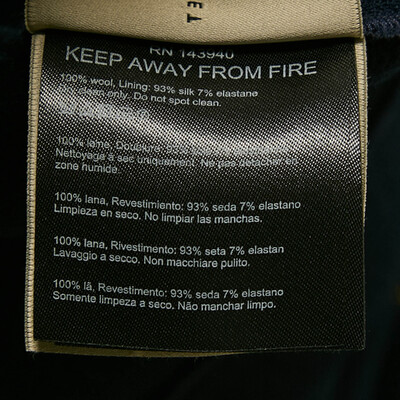 RN 143940
KEEP AWAY FROM FIRE
100% wool, Lining: 93% silk 7% elastane
clean only. Do not spot clean.
100% laine, Doublure:
Nettoyage à sec uniquement. Ne pas détacher en
zone humide.
100% lana, Revestimiento: 93% seda 7% elastano
Limpieza en seco. No limpiar las manchas.
100% lana, Rivestimento: 93% seta 7% elastan
Lavaggio a secco. Non macchiare pulito.
100% lã, Revestimento: 93% seda 7% elastano
Somente limpeza a seco. Não manchar limpo.